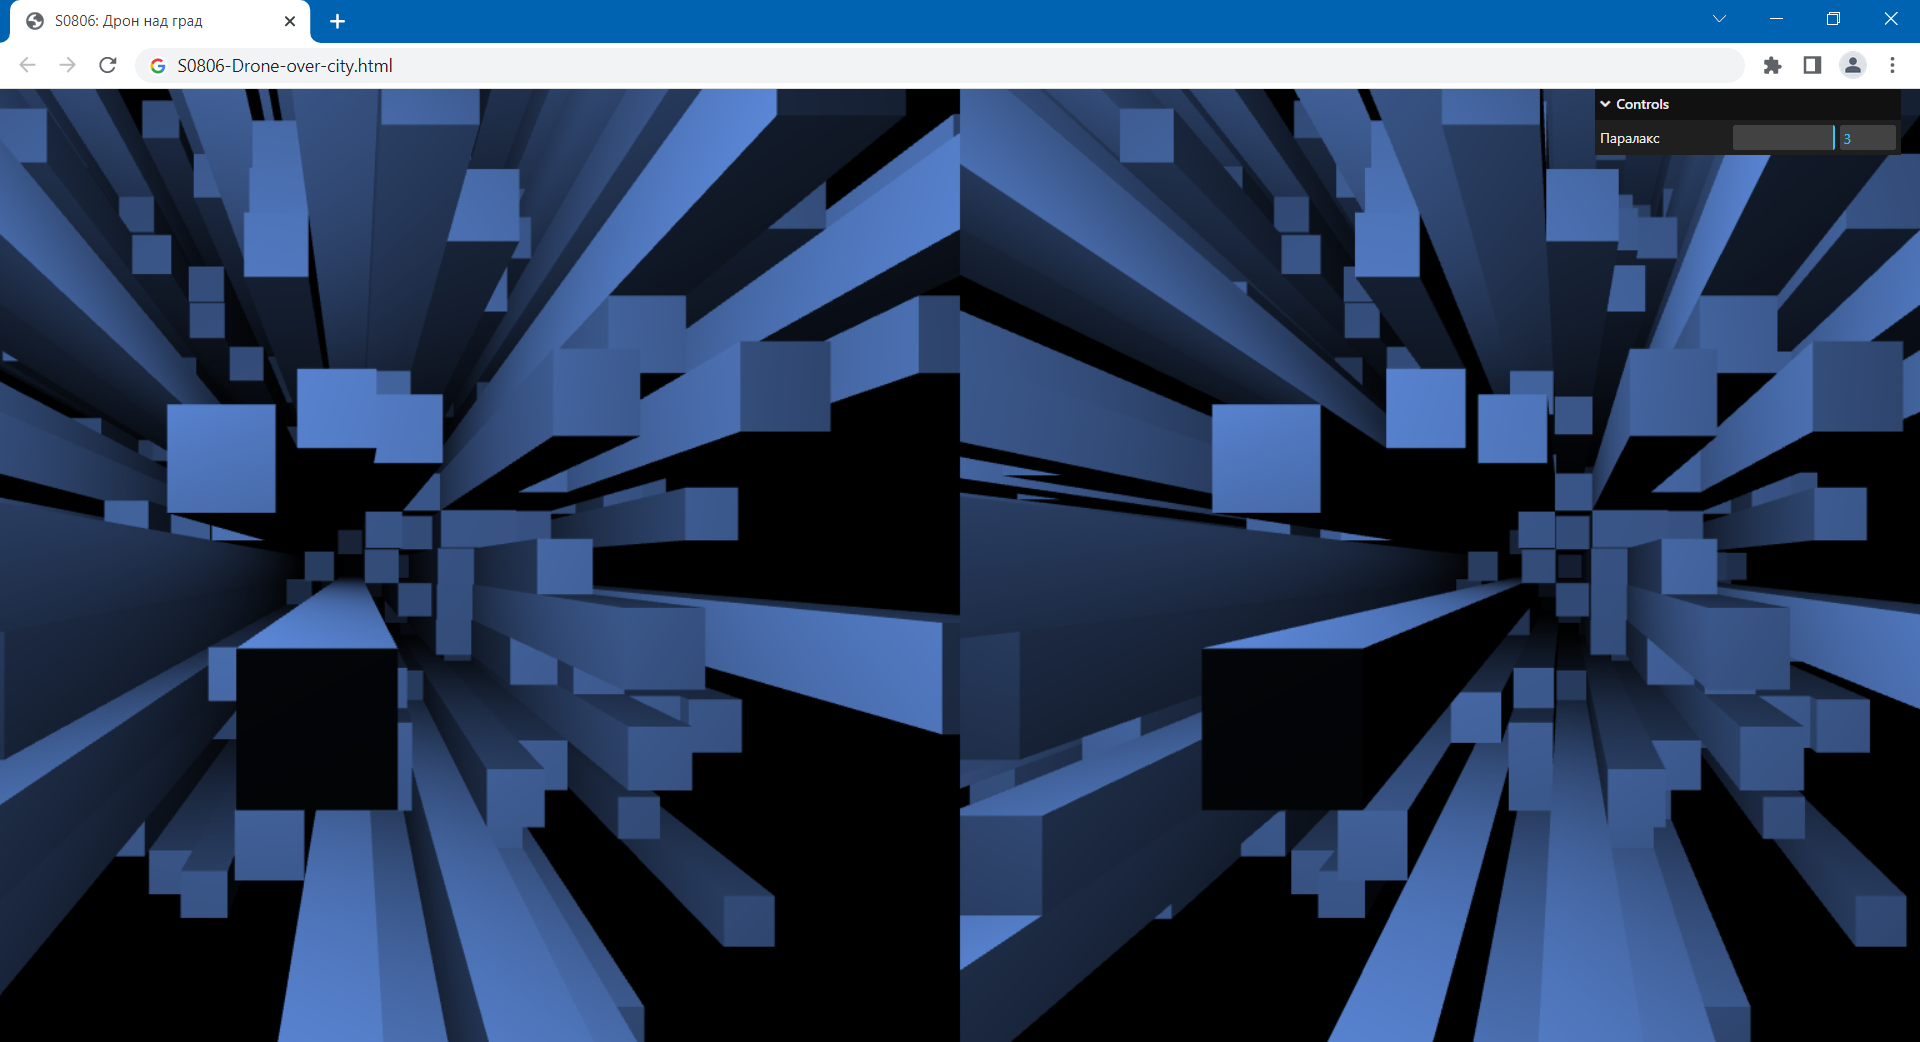 S0806: Дрон над град
S0806-Drone-over-city.html
Controls
Паралакс
3